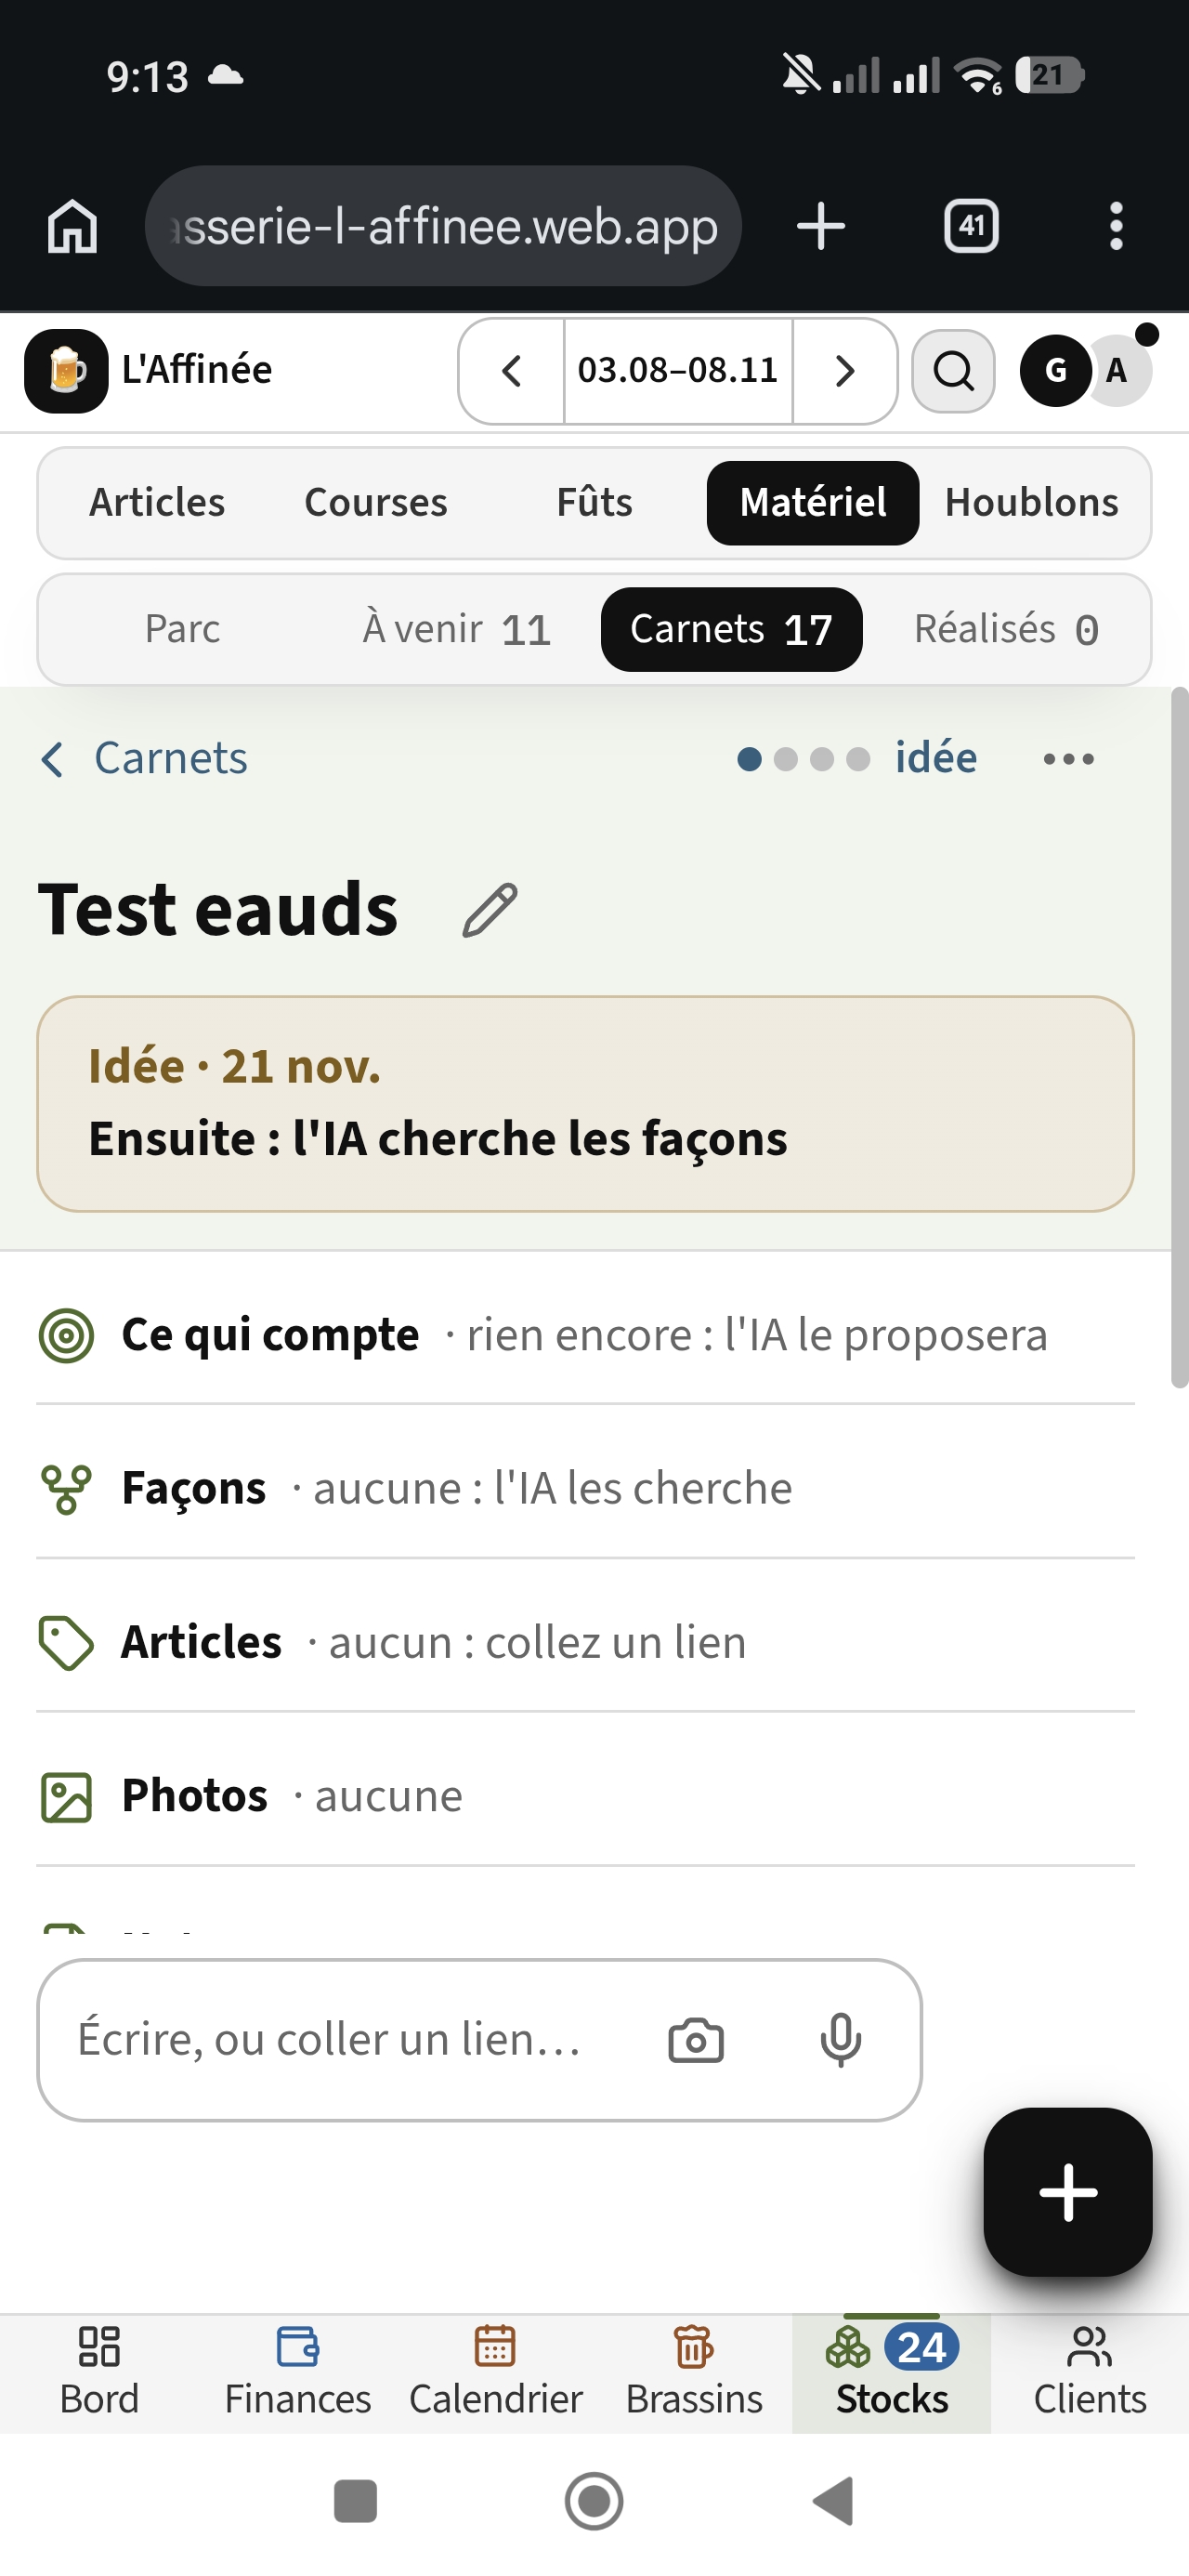 9:13
6
21
asserie-l-affinee.web.app
41
L'Affinée
03.08–08.11
G
A
Articles
Courses
Fûts
Matériel
Houblons
Parc
À venir 11
Carnets 17
Réalisés 0
Carnets
idée
Test eauds
Idée · 21 nov.
Ensuite : l'IA cherche les façons
Ce qui compte · rien encore : l'IA le proposera
Façons · aucune : l'IA les cherche
Articles · aucun : collez un lien
Photos · aucune
Écrire, ou coller un lien…
24
Bord
Finances
Calendrier
Brassins
Stocks
Clients